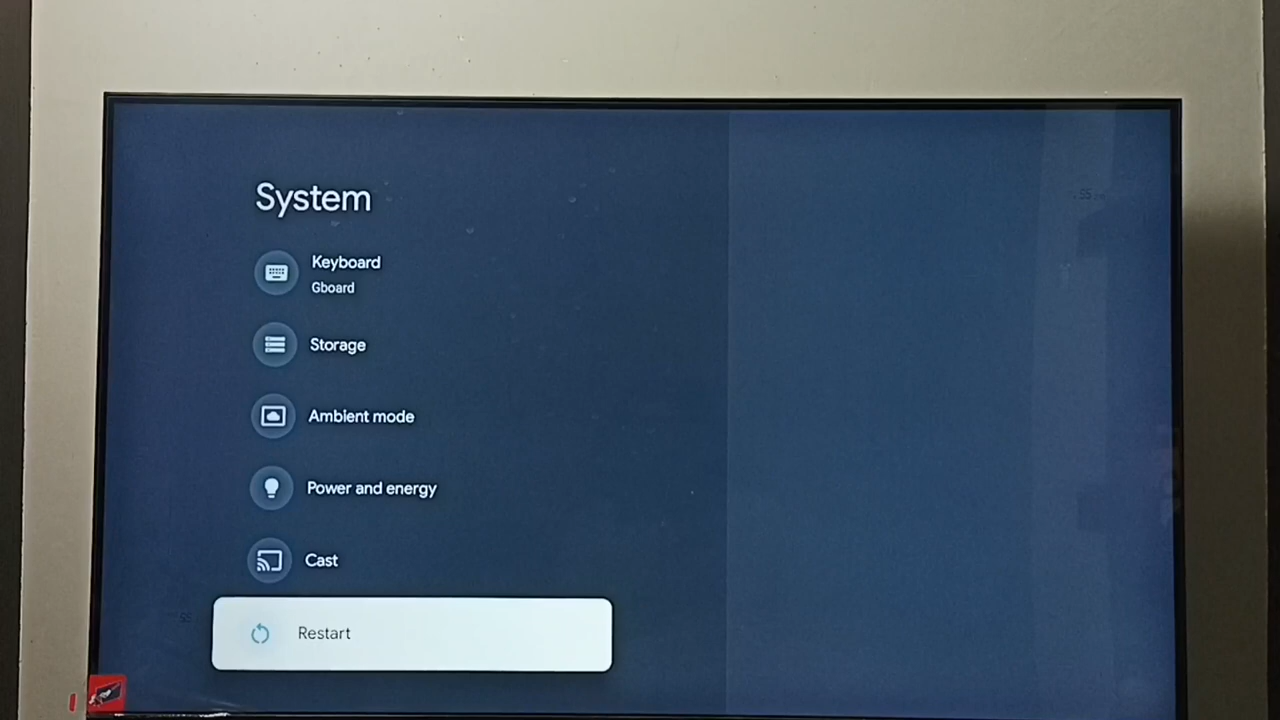 System
Keyboard
Gboard
Storage
Ambient mode
Power and energy
Cast
Restart